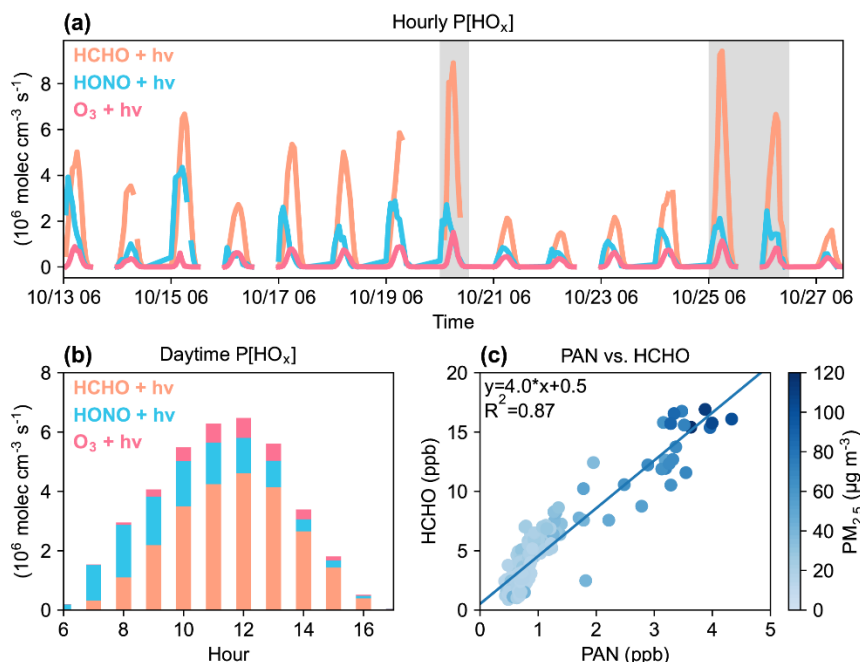 (a) Hourly P[HOₓ]
HCHO + hv
HONO + hv
O₃ + hv
(10⁶ molec cm⁻³ s⁻¹)
8
6
4
2
0
10/13 06 10/15 06 10/17 06 10/19 06 10/21 06 10/23 06 10/25 06 10/27 06
Time
(b) Daytime P[HOₓ]
HCHO + hv
HONO + hv
O₃ + hv
(10⁶ molec cm⁻³ s⁻¹)
8
6
4
2
0
6 8 10 12 14 16
Hour
(c) PAN vs. HCHO
y=4.0*x+0.5
R²=0.87
HCHO (ppb)
20
15
10
5
0
0 1 2 3 4 5
PAN (ppb)
120
100
80
60
40
20
0
PM₂.₅ (µg m⁻³)